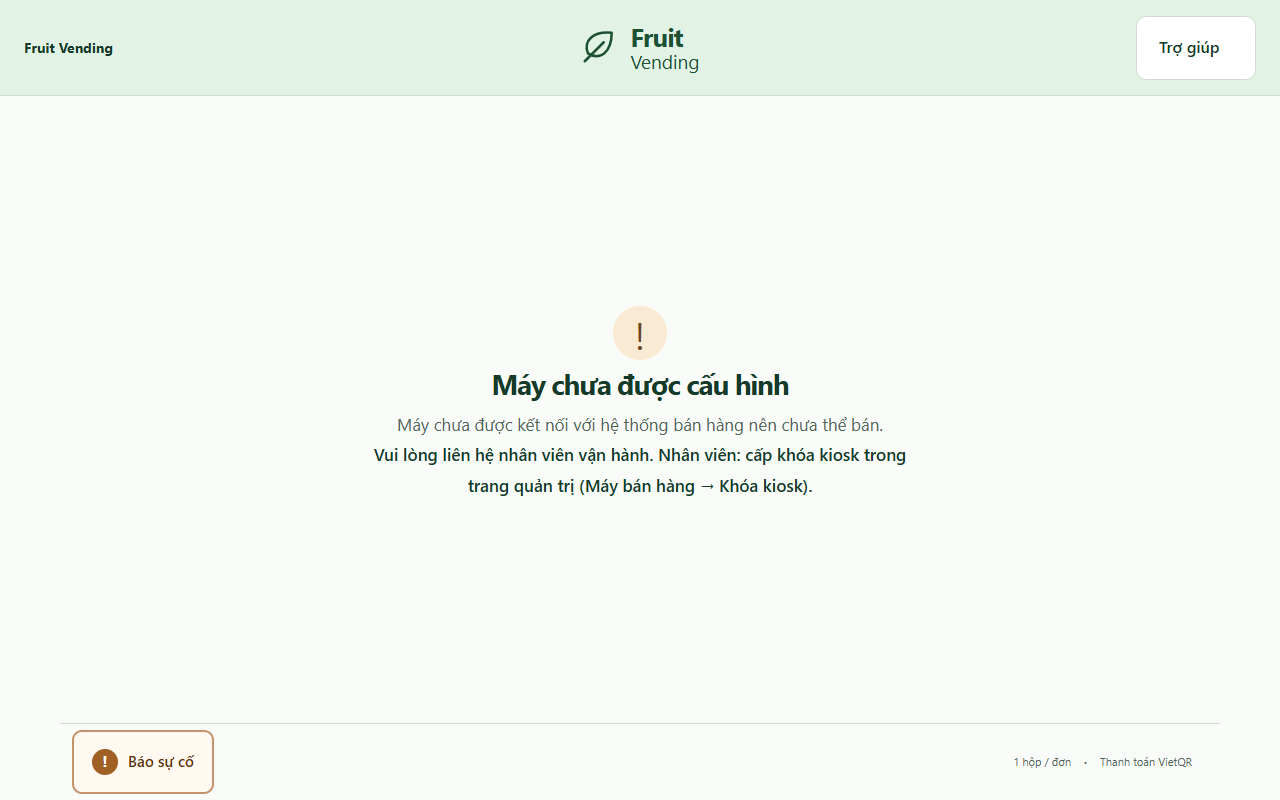 Fruit Vending
Fruit
Vending
Trợ giúp
!
Máy chưa được cấu hình
Máy chưa được kết nối với hệ thống bán hàng nên chưa thể bán.
Vui lòng liên hệ nhân viên vận hành. Nhân viên: cấp khóa kiosk trong
trang quản trị (Máy bán hàng → Khóa kiosk).
! Báo sự cố
1 hộp / đơn • Thanh toán VietQR